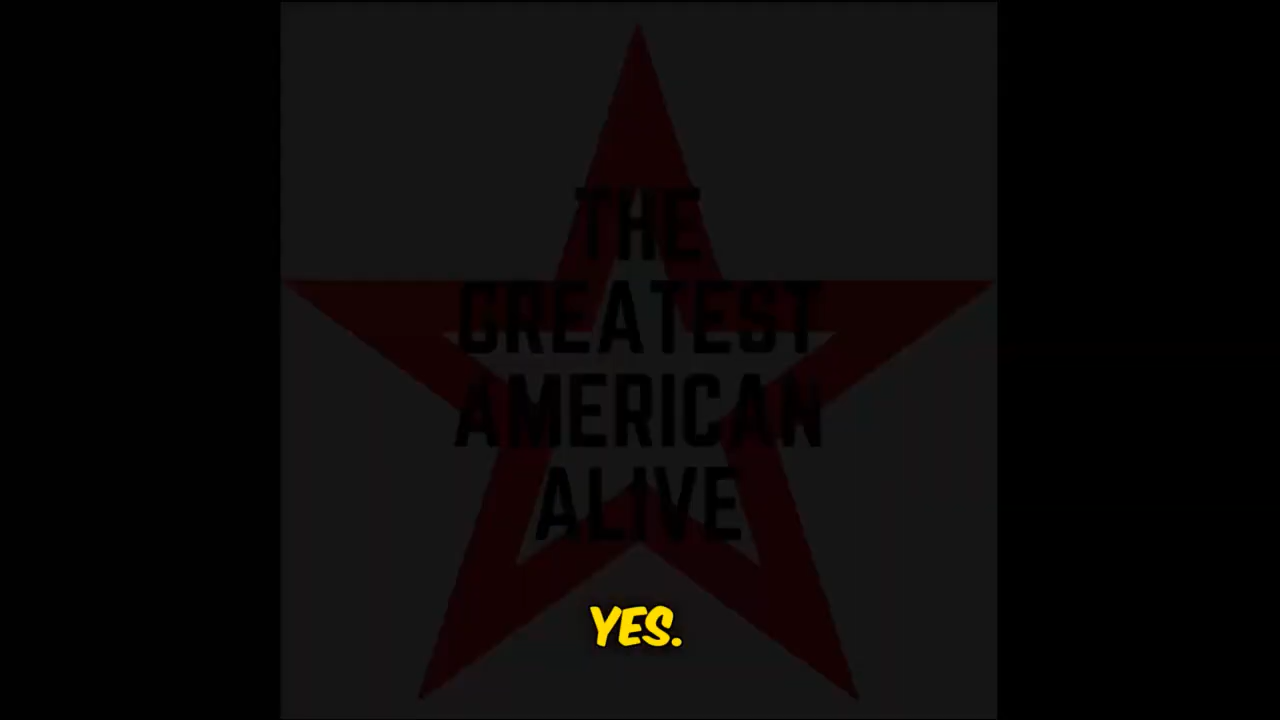 THE
GREATEST
AMERICAN
ALIVE
YES.